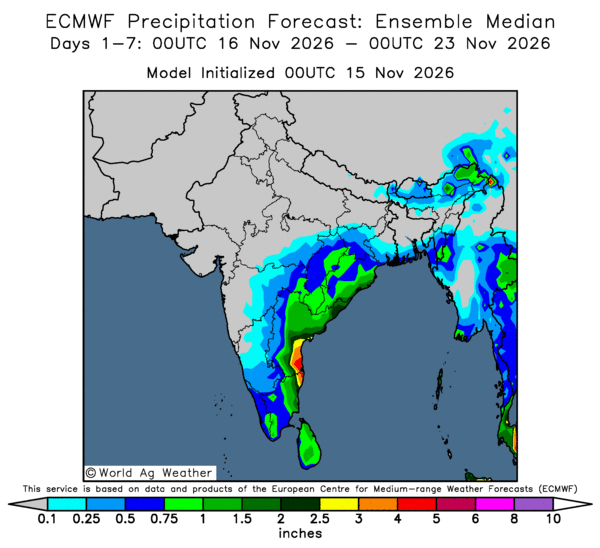 ECMWF Precipitation Forecast: Ensemble Median
Days 1-7: 00UTC 16 Nov 2026 - 00UTC 23 Nov 2026
Model Initialized 00UTC 15 Nov 2026
© World Ag Weather
This service is based on data and products of the European Centre for Medium-range Weather Forecasts (ECMWF)
0.1 0.25 0.5 0.75 1 1.5 2 2.5 3 4 5 6 8 10
inches